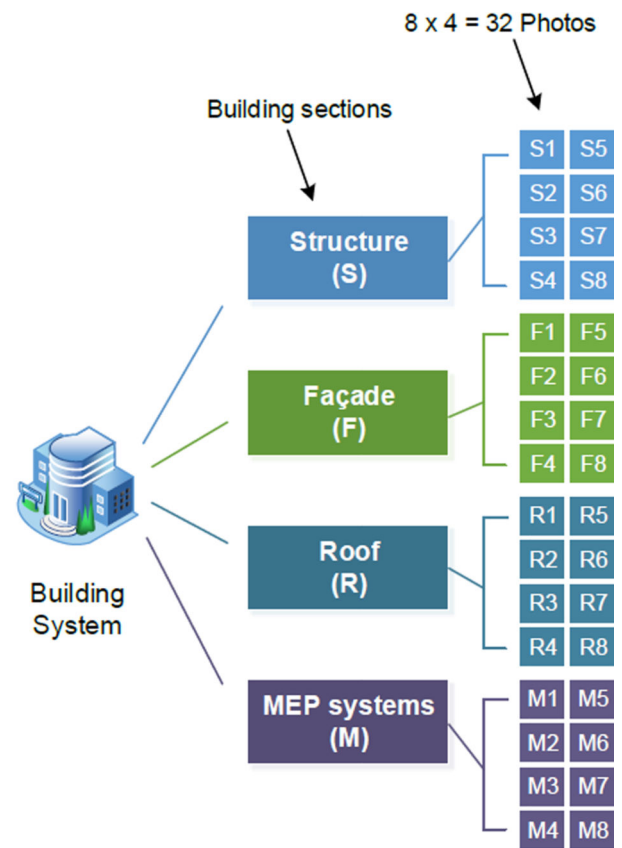 8 x 4 = 32 Photos
Building sections
Structure
(S)
S1 S5
S2 S6
S3 S7
S4 S8
Façade
(F)
F1 F5
F2 F6
F3 F7
F4 F8
Building
System
Roof
(R)
R1 R5
R2 R6
R3 R7
R4 R8
MEP systems
(M)
M1 M5
M2 M6
M3 M7
M4 M8